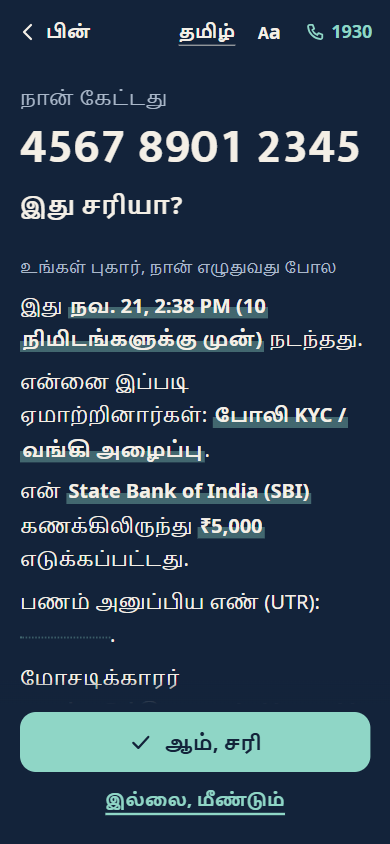 பின்
தமிழ்
Aa
1930
நான் கேட்டது
4567 8901 2345
இது சரியா?
உங்கள் புகார், நான் எழுதுவது போல
இது நவ. 21, 2:38 PM (10
நிமிடங்களுக்கு முன்) நடந்தது.
என்னை இப்படி
ஏமாற்றினார்கள்: போலி KYC /
வங்கி அழைப்பு.
என் State Bank of India (SBI)
கணக்கிலிருந்து ₹5,000
எடுக்கப்பட்டது.
பணம் அனுப்பிய எண் (UTR):
.
மோசடிக்காரர்
ஆம், சரி
இல்லை, மீண்டும்